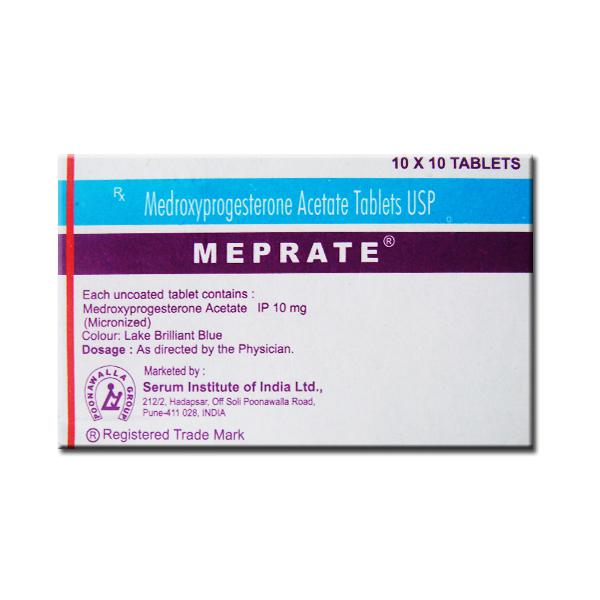 10 X 10 TABLETS
Rx Medroxyprogesterone Acetate Tablets USP
MEPRATE®
Each uncoated tablet contains :
Medroxyprogesterone Acetate IP 10 mg
(Micronized)
Colour: Lake Brilliant Blue
Dosage : As directed by the Physician.
Marketed by :
Serum Institute of India Ltd.,
212/2, Hadapsar, Off Soli Poonawalla Road,
Pune-411 028, INDIA
POONAWALLA GROUP
® Registered Trade Mark